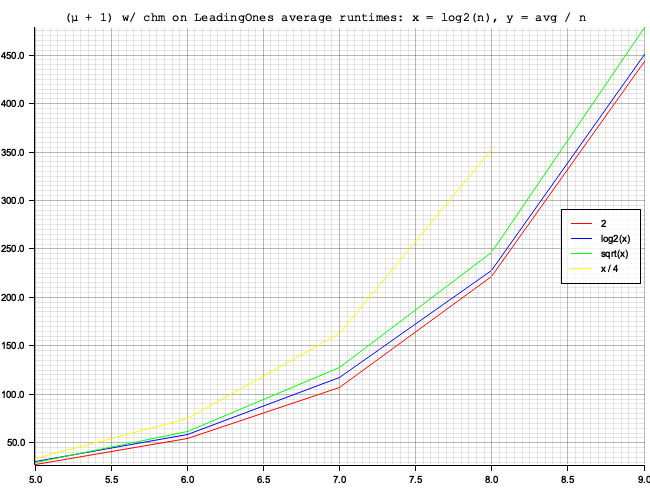 (μ + 1) w/ chm on LeadingOnes average runtimes: x = log2(n), y = avg / n
450.0
400.0
350.0
300.0
250.0
200.0
150.0
100.0
50.0
2
log2(x)
sqrt(x)
x / 4
5.0 5.5 6.0 6.5 7.0 7.5 8.0 8.5 9.0